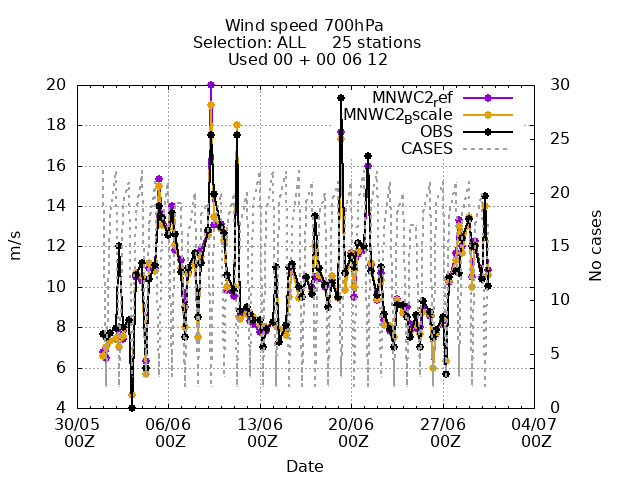 Wind speed 700hPa
Selection: ALL     25 stations
Used 00 + 00 06 12
MNWC2ref
MNWC2Bscale
OBS
CASES
20
18
16
14
12
10
8
6
4
30
25
20
15
10
5
0
m/s
No cases
30/05 06/06 13/06 20/06 27/06 04/07
00Z 00Z 00Z 00Z 00Z 00Z
Date